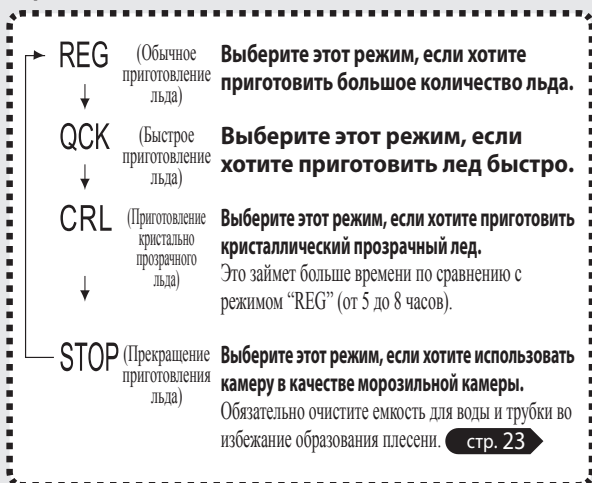 REG (Обычное приготовление льда) Выберите этот режим, если хотите приготовить большое количество льда.
QCK (Быстрое приготовление льда) Выберите этот режим, если хотите приготовить лед быстро.
CRL (Приготовление кристально прозрачного льда) Выберите этот режим, если хотите приготовить кристаллический прозрачный лед.
Это займет больше времени по сравнению с режимом “REG” (от 5 до 8 часов).
STOP (Прекращение приготовления льда) Выберите этот режим, если хотите использовать камеру в качестве морозильной камеры.
Обязательно очистите емкость для воды и трубки во избежание образования плесени. стр. 23